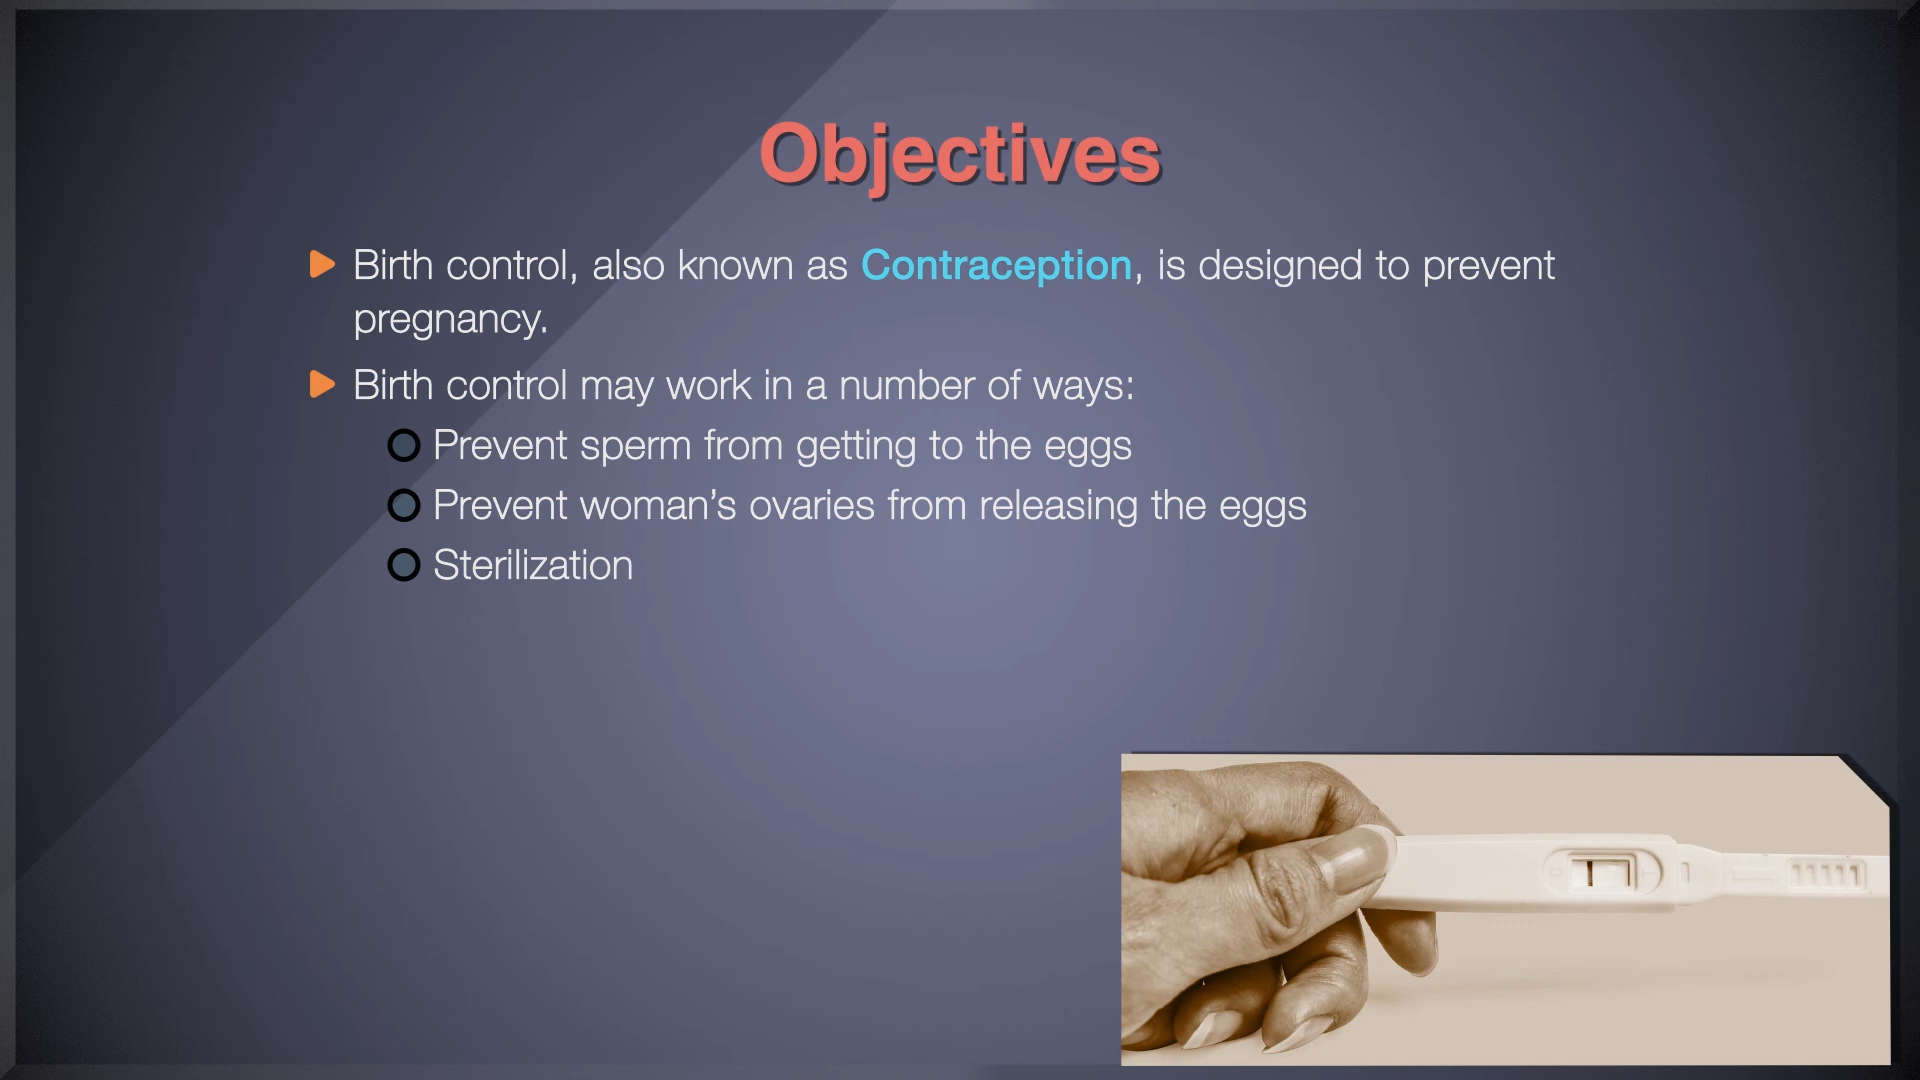 Objectives
Birth control, also known as Contraception, is designed to prevent
pregnancy.
Birth control may work in a number of ways:
Prevent sperm from getting to the eggs
Prevent woman’s ovaries from releasing the eggs
Sterilization